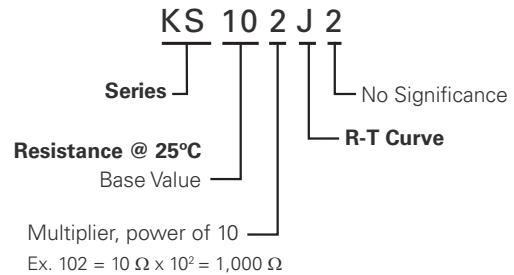 KS 10 2 J 2
Series
No Significance
R-T Curve
Resistance @ 25ºC
Base Value
Multiplier, power of 10
Ex. 102 = 10 Ω x 10² = 1,000 Ω